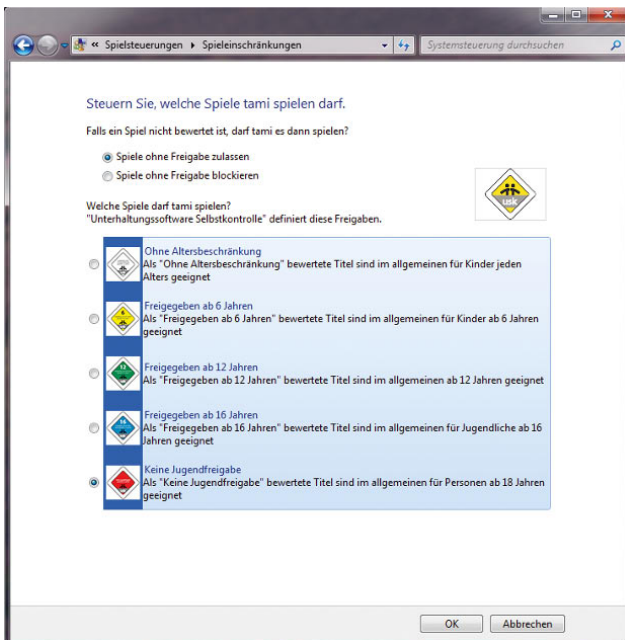 « Spielsteuerungen ▸ Spieleinschränkungen
Systemsteuerung durchsuchen
Steuern Sie, welche Spiele tami spielen darf.
Falls ein Spiel nicht bewertet ist, darf tami es dann spielen?
Spiele ohne Freigabe zulassen
Spiele ohne Freigabe blockieren
usk
Welche Spiele darf tami spielen?
"Unterhaltungssoftware Selbstkontrolle" definiert diese Freigaben.
Ohne Altersbeschränkung
Als "Ohne Altersbeschränkung" bewertete Titel sind im allgemeinen für Kinder jeden
Alters geeignet
6
Freigegeben ab 6 Jahren
Als "Freigegeben ab 6 Jahren" bewertete Titel sind im allgemeinen für Kinder ab 6 Jahren
geeignet
12
Freigegeben ab 12 Jahren
Als "Freigegeben ab 12 Jahren" bewertete Titel sind im allgemeinen ab 12 Jahren geeignet
16
Freigegeben ab 16 Jahren
Als "Freigegeben ab 16 Jahren" bewertete Titel sind im allgemeinen für Jugendliche ab 16
Jahren geeignet
Keine Jugendfreigabe
Als "Keine Jugendfreigabe" bewertete Titel sind im allgemeinen für Personen ab 18 Jahren
geeignet
OK
Abbrechen